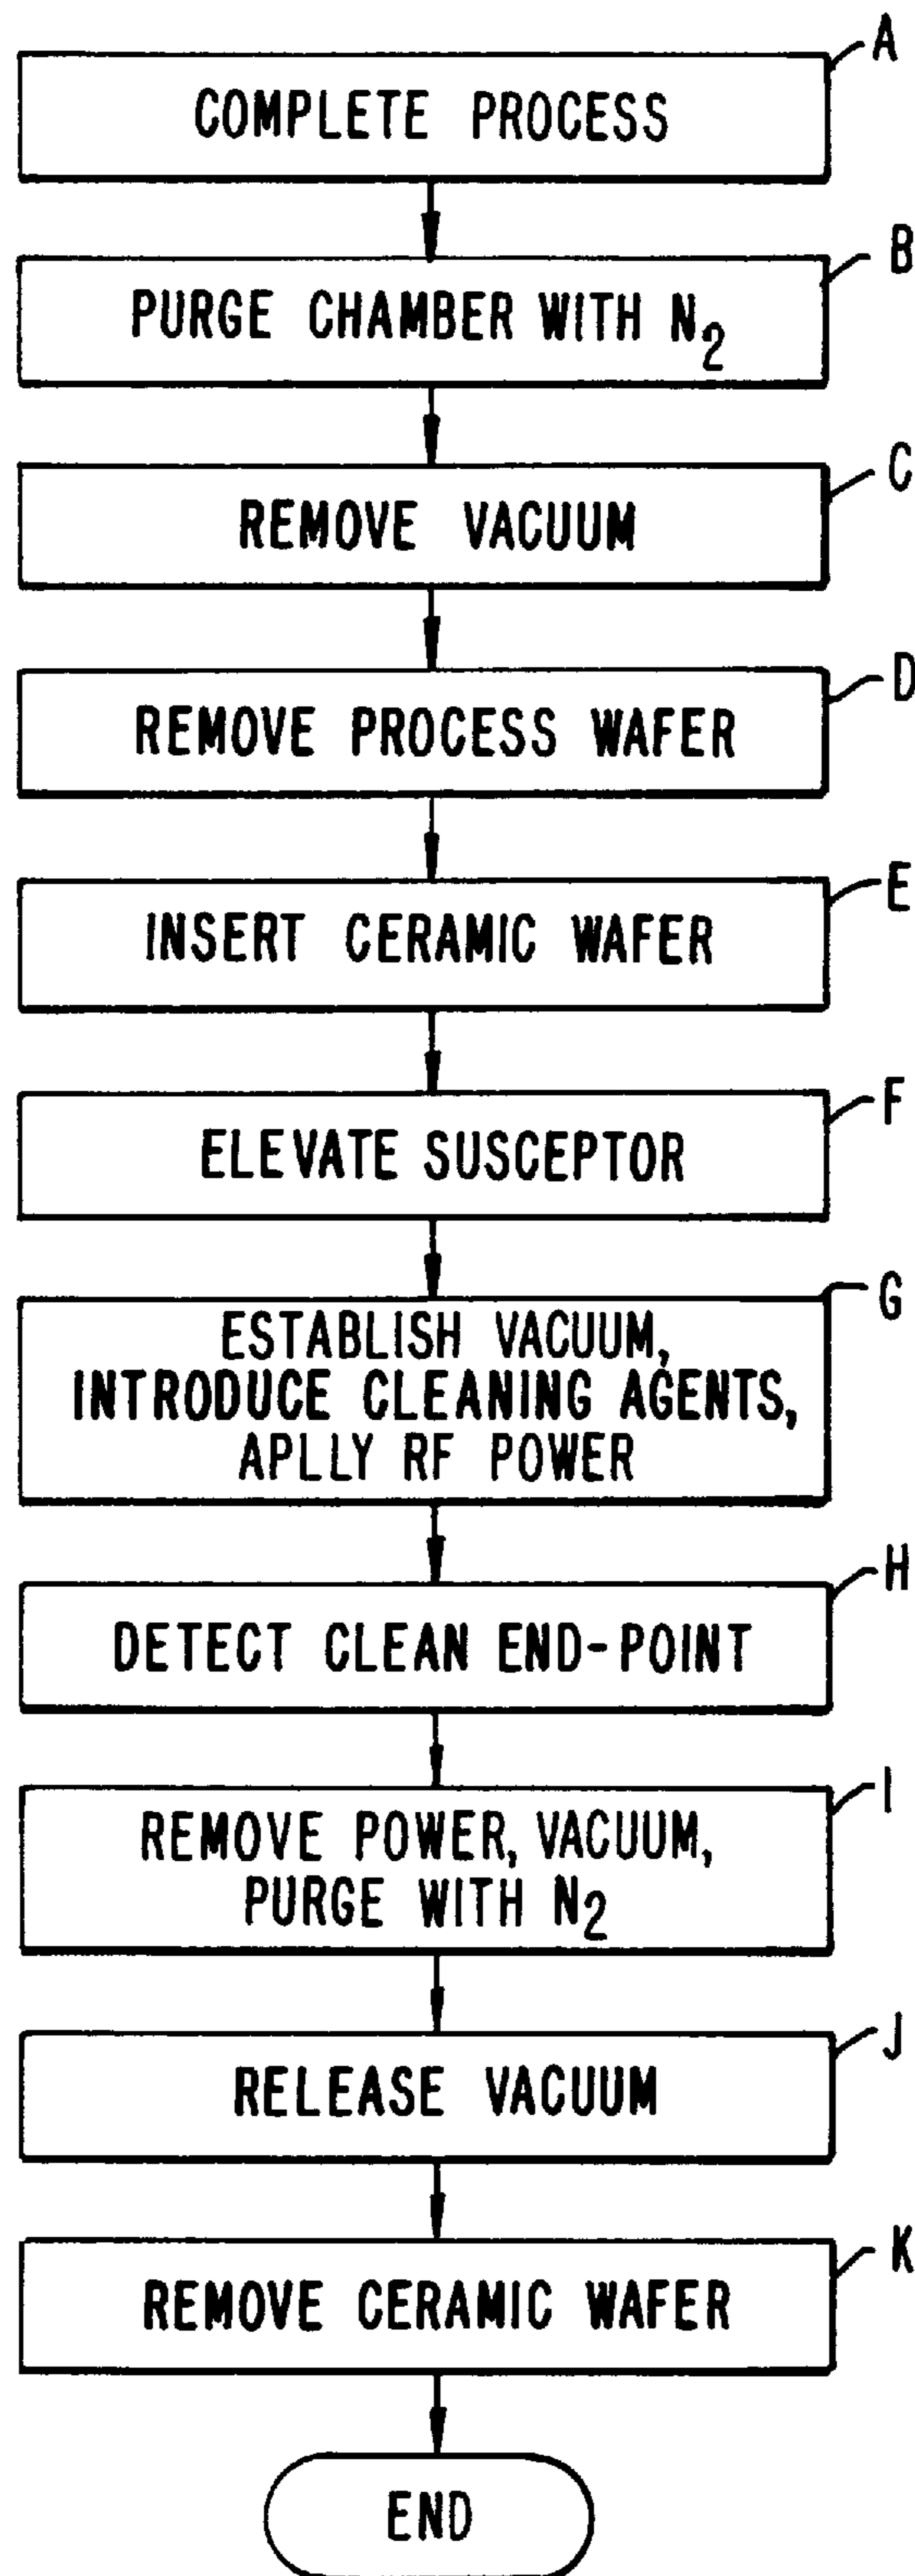 A
COMPLETE PROCESS
B
PURGE CHAMBER WITH N2
C
REMOVE VACUUM
D
REMOVE PROCESS WAFER
E
INSERT CERAMIC WAFER
F
ELEVATE SUSCEPTOR
G
ESTABLISH VACUUM,
INTRODUCE CLEANING AGENTS,
APLLY RF POWER
H
DETECT CLEAN END-POINT
I
REMOVE POWER, VACUUM,
PURGE WITH N2
J
RELEASE VACUUM
K
REMOVE CERAMIC WAFER
END